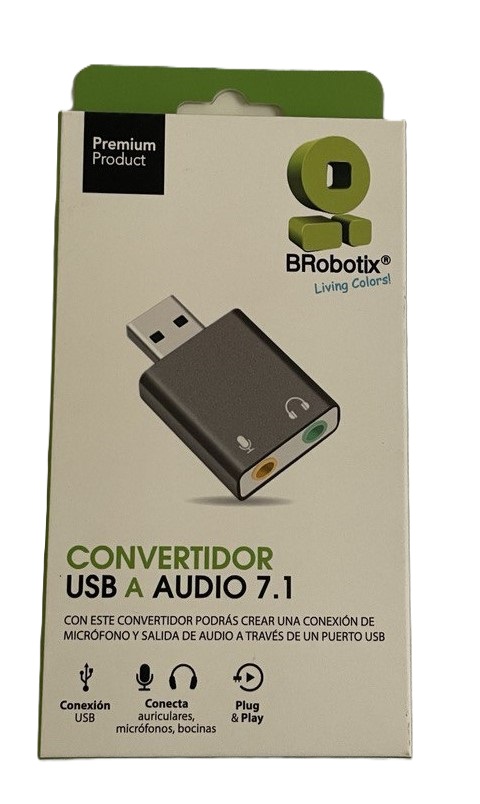 Premium
Product
BRobotix®
Living Colors!
CONVERTIDOR
USB A AUDIO 7.1
CON ESTE CONVERTIDOR PODRÁS CREAR UNA CONEXIÓN DE
MICRÓFONO Y SALIDA DE AUDIO A TRAVÉS DE UN PUERTO USB
Conexión
USB
Conecta
auriculares,
micrófonos, bocinas
Plug
& Play